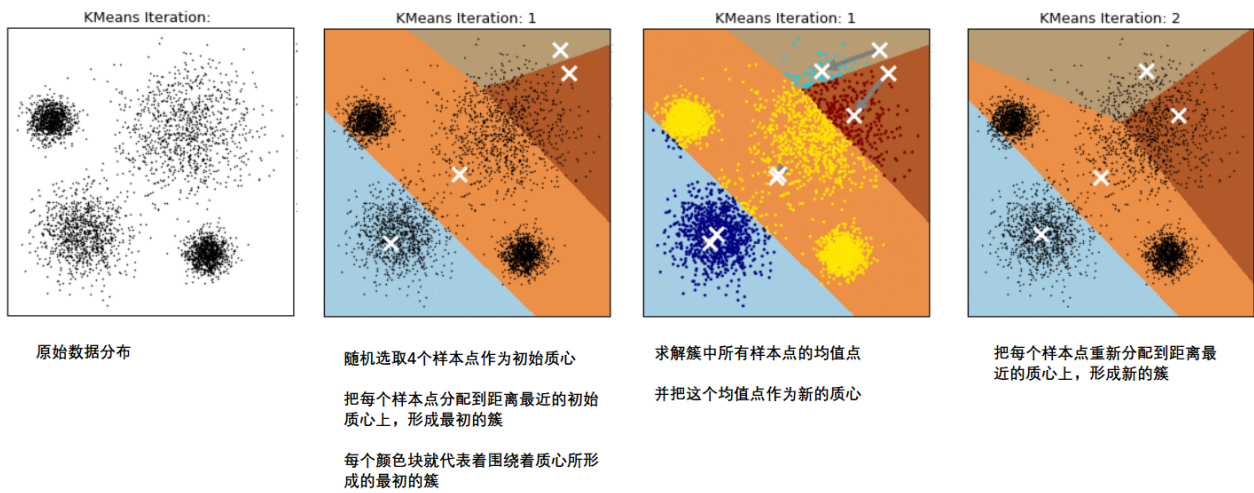 KMeans Iteration:
KMeans Iteration: 1
KMeans Iteration: 1
KMeans Iteration: 2
原始数据分布
随机选取4个样本点作为初始质心
把每个样本点分配到距离最近的初始
质心上，形成最初的簇
每个颜色块就代表着围绕着质心所形
成的最初的簇
求解簇中所有样本点的均值点
并把这个均值点作为新的质心
把每个样本点重新分配到距离最
近的质心上，形成新的簇